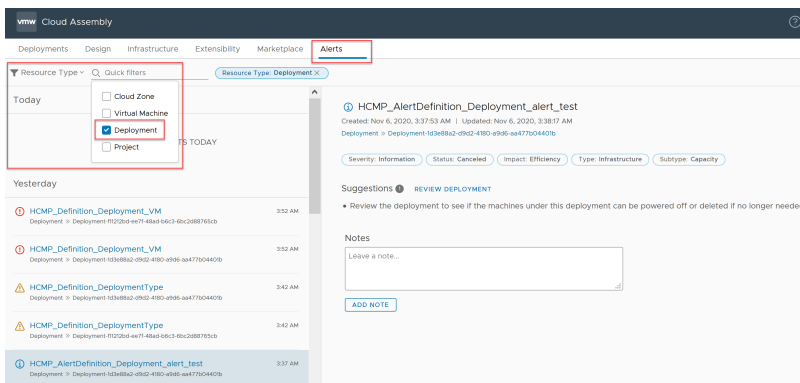 vmw Cloud Assembly
Deployments Design Infrastructure Extensibility Marketplace Alerts
Resource Type Quick filters Resource Type: Deployment
Cloud Zone
Virtual Machine
Deployment
Project
Today
TS TODAY
Yesterday
HCMP_Definition_Deployment_VM 3:52 AM
Deployment » Deployment-f11212bd-ee7f-48ad-b6c3-6bc2d88765cb
HCMP_Definition_Deployment_VM 3:52 AM
Deployment » Deployment-1d3e88a2-d9d2-4180-a9d6-aa477b04401b
HCMP_Definition_DeploymentType 3:42 AM
Deployment » Deployment-1d3e88a2-d9d2-4180-a9d6-aa477b04401b
HCMP_Definition_DeploymentType 3:42 AM
Deployment » Deployment-f11212bd-ee7f-48ad-b6c3-6bc2d88765cb
HCMP_AlertDefinition_Deployment_alert_test 3:37 AM
Deployment » Deployment-1d3e88a2-d9d2-4180-a9d6-aa477b04401b
HCMP_AlertDefinition_Deployment_alert_test
Created: Nov 6, 2020, 3:37:53 AM | Updated: Nov 6, 2020, 3:38:17 AM
Deployment » Deployment-1d3e88a2-d9d2-4180-a9d6-aa477b04401b
Severity: Information Status: Canceled Impact: Efficiency Type: Infrastructure Subtype: Capacity
Suggestions REVIEW DEPLOYMENT
• Review the deployment to see if the machines under this deployment can be powered off or deleted if no longer neede
Notes
Leave a note...
ADD NOTE